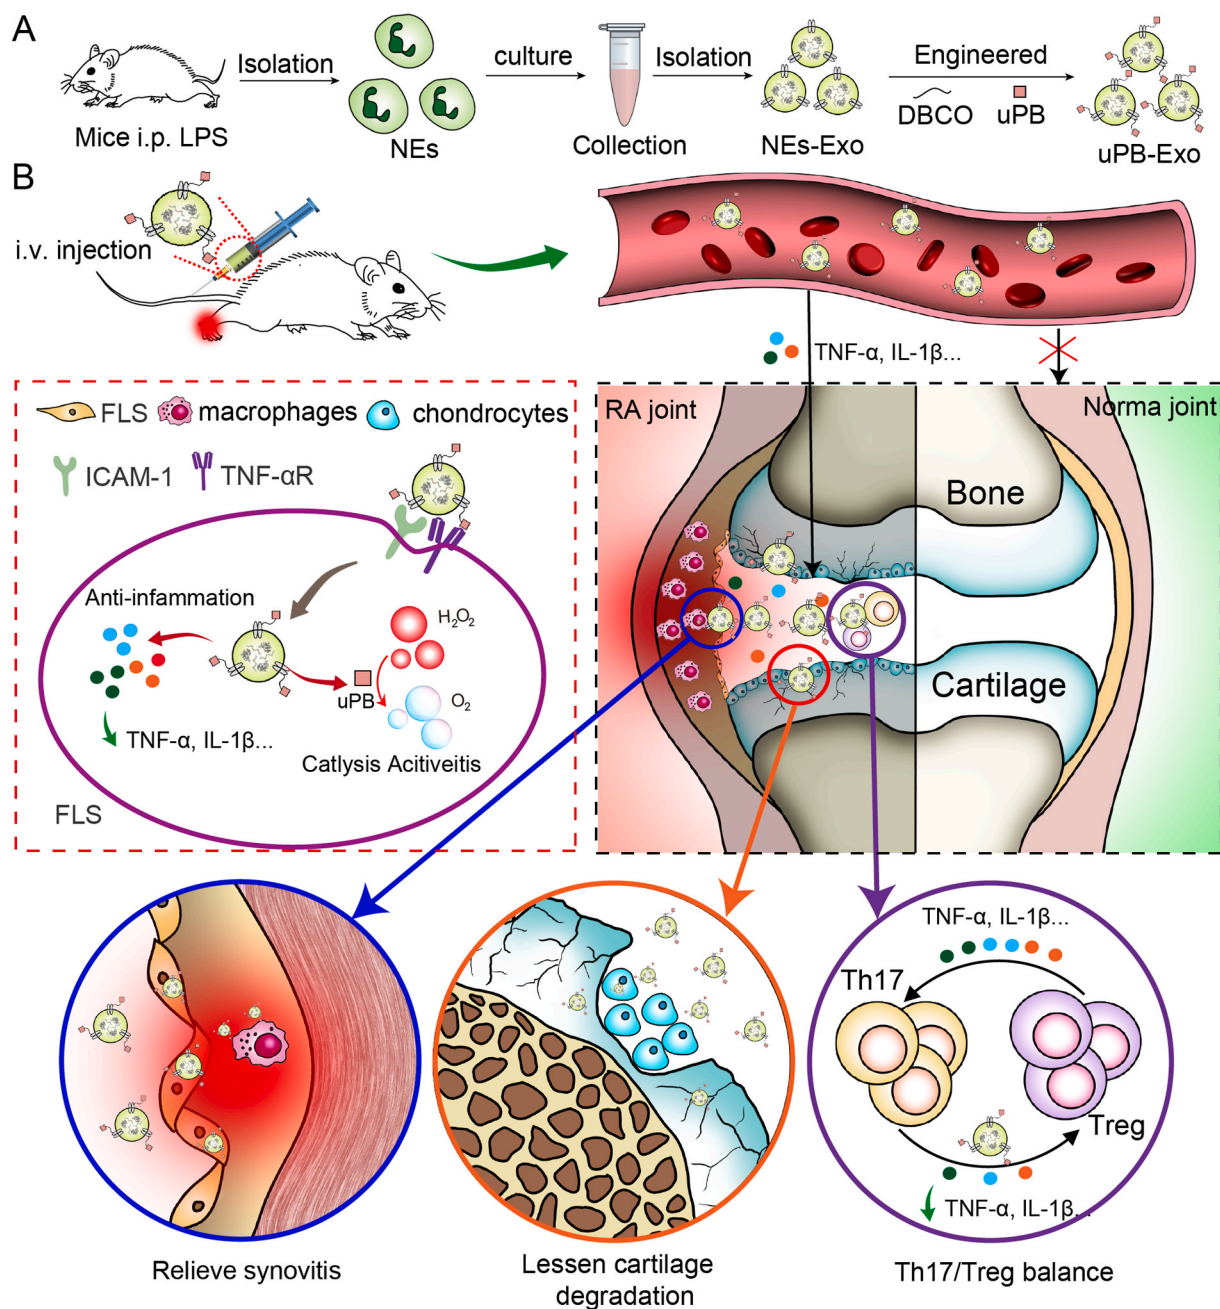 A
Mice i.p. LPS
Isolation
NEs
culture
Collection
Isolation
NEs-Exo
Engineered
DBCO
uPB
uPB-Exo
B
i.v. injection
TNF-α, IL-1β...
FLS
macrophages
chondrocytes
ICAM-1
TNF-αR
Anti-infammation
H₂O₂
uPB
O₂
TNF-α, IL-1β...
Catlysis Acitiveitis
FLS
RA joint
Norma joint
Bone
Cartilage
Relieve synovitis
Lessen cartilage
degradation
TNF-α, IL-1β...
Th17
Treg
TNF-α, IL-1β...
Th17/Treg balance